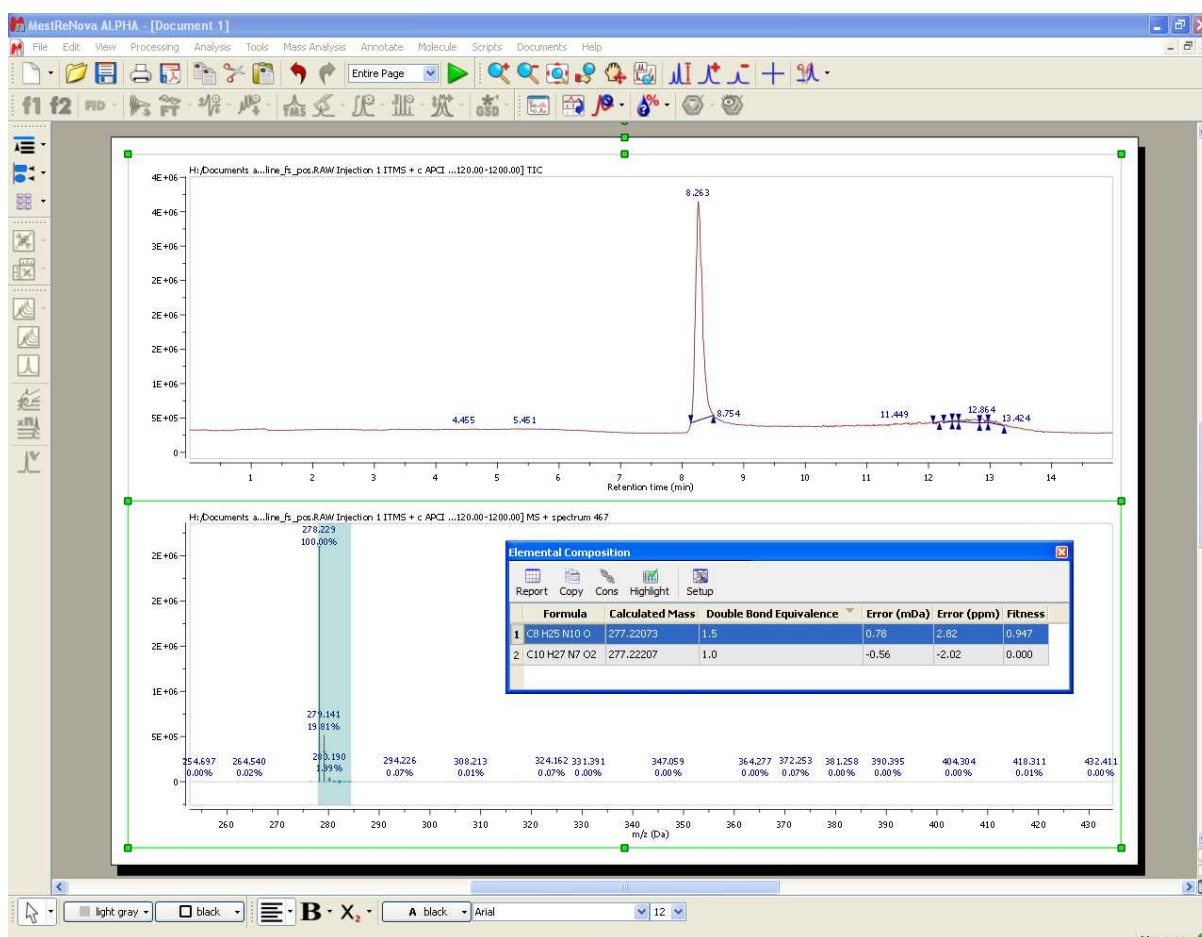 MestReNova ALPHA - [Document 1]
File Edit View Processing Analysis Tools Mass Analysis Annotate Molecule Scripts Documents Help
Entire Page
f1 f2 FID FT TMS GSD
H:/Documents a...line_fs_pos.RAW Injection 1 ITMS + c APCI ...120.00-1200.00] TIC
4E+06
4E+06
3E+06
2E+06
2E+06
2E+06
1E+06
5E+05
0
8.263
4.455 5.451 8.754 11.449 12.864 13.424
1 2 3 4 5 6 7 8 9 10 11 12 13 14
Retention time (min)
H:/Documents a...line_fs_pos.RAW Injection 1 ITMS + c APCI ...120.00-1200.00] MS + spectrum 467
2E+06
2E+06
2E+06
1E+06
5E+05
0
278.229
100.00%
279.141
19.81%
254.697 264.540 280.190 294.226 308.213 324.162 331.391 347.059 364.277 372.253 381.258 390.395 404.304 418.311 432.411
0.00% 0.02% 1.99% 0.07% 0.01% 0.07% 0.00% 0.00% 0.00% 0.07% 0.00% 0.00% 0.00% 0.01% 0.00%
260 270 280 290 300 310 320 330 340 350 360 370 380 390 400 410 420 430
m/z (Da)
Elemental Composition
Report Copy Cons Highlight Setup
Formula Calculated Mass Double Bond Equivalence Error (mDa) Error (ppm) Fitness
1 C8 H25 N10 O 277.22073 1.5 0.78 2.82 0.947
2 C10 H27 N7 O2 277.22207 1.0 -0.56 -2.02 0.000
light gray black B X2 A black Arial 12